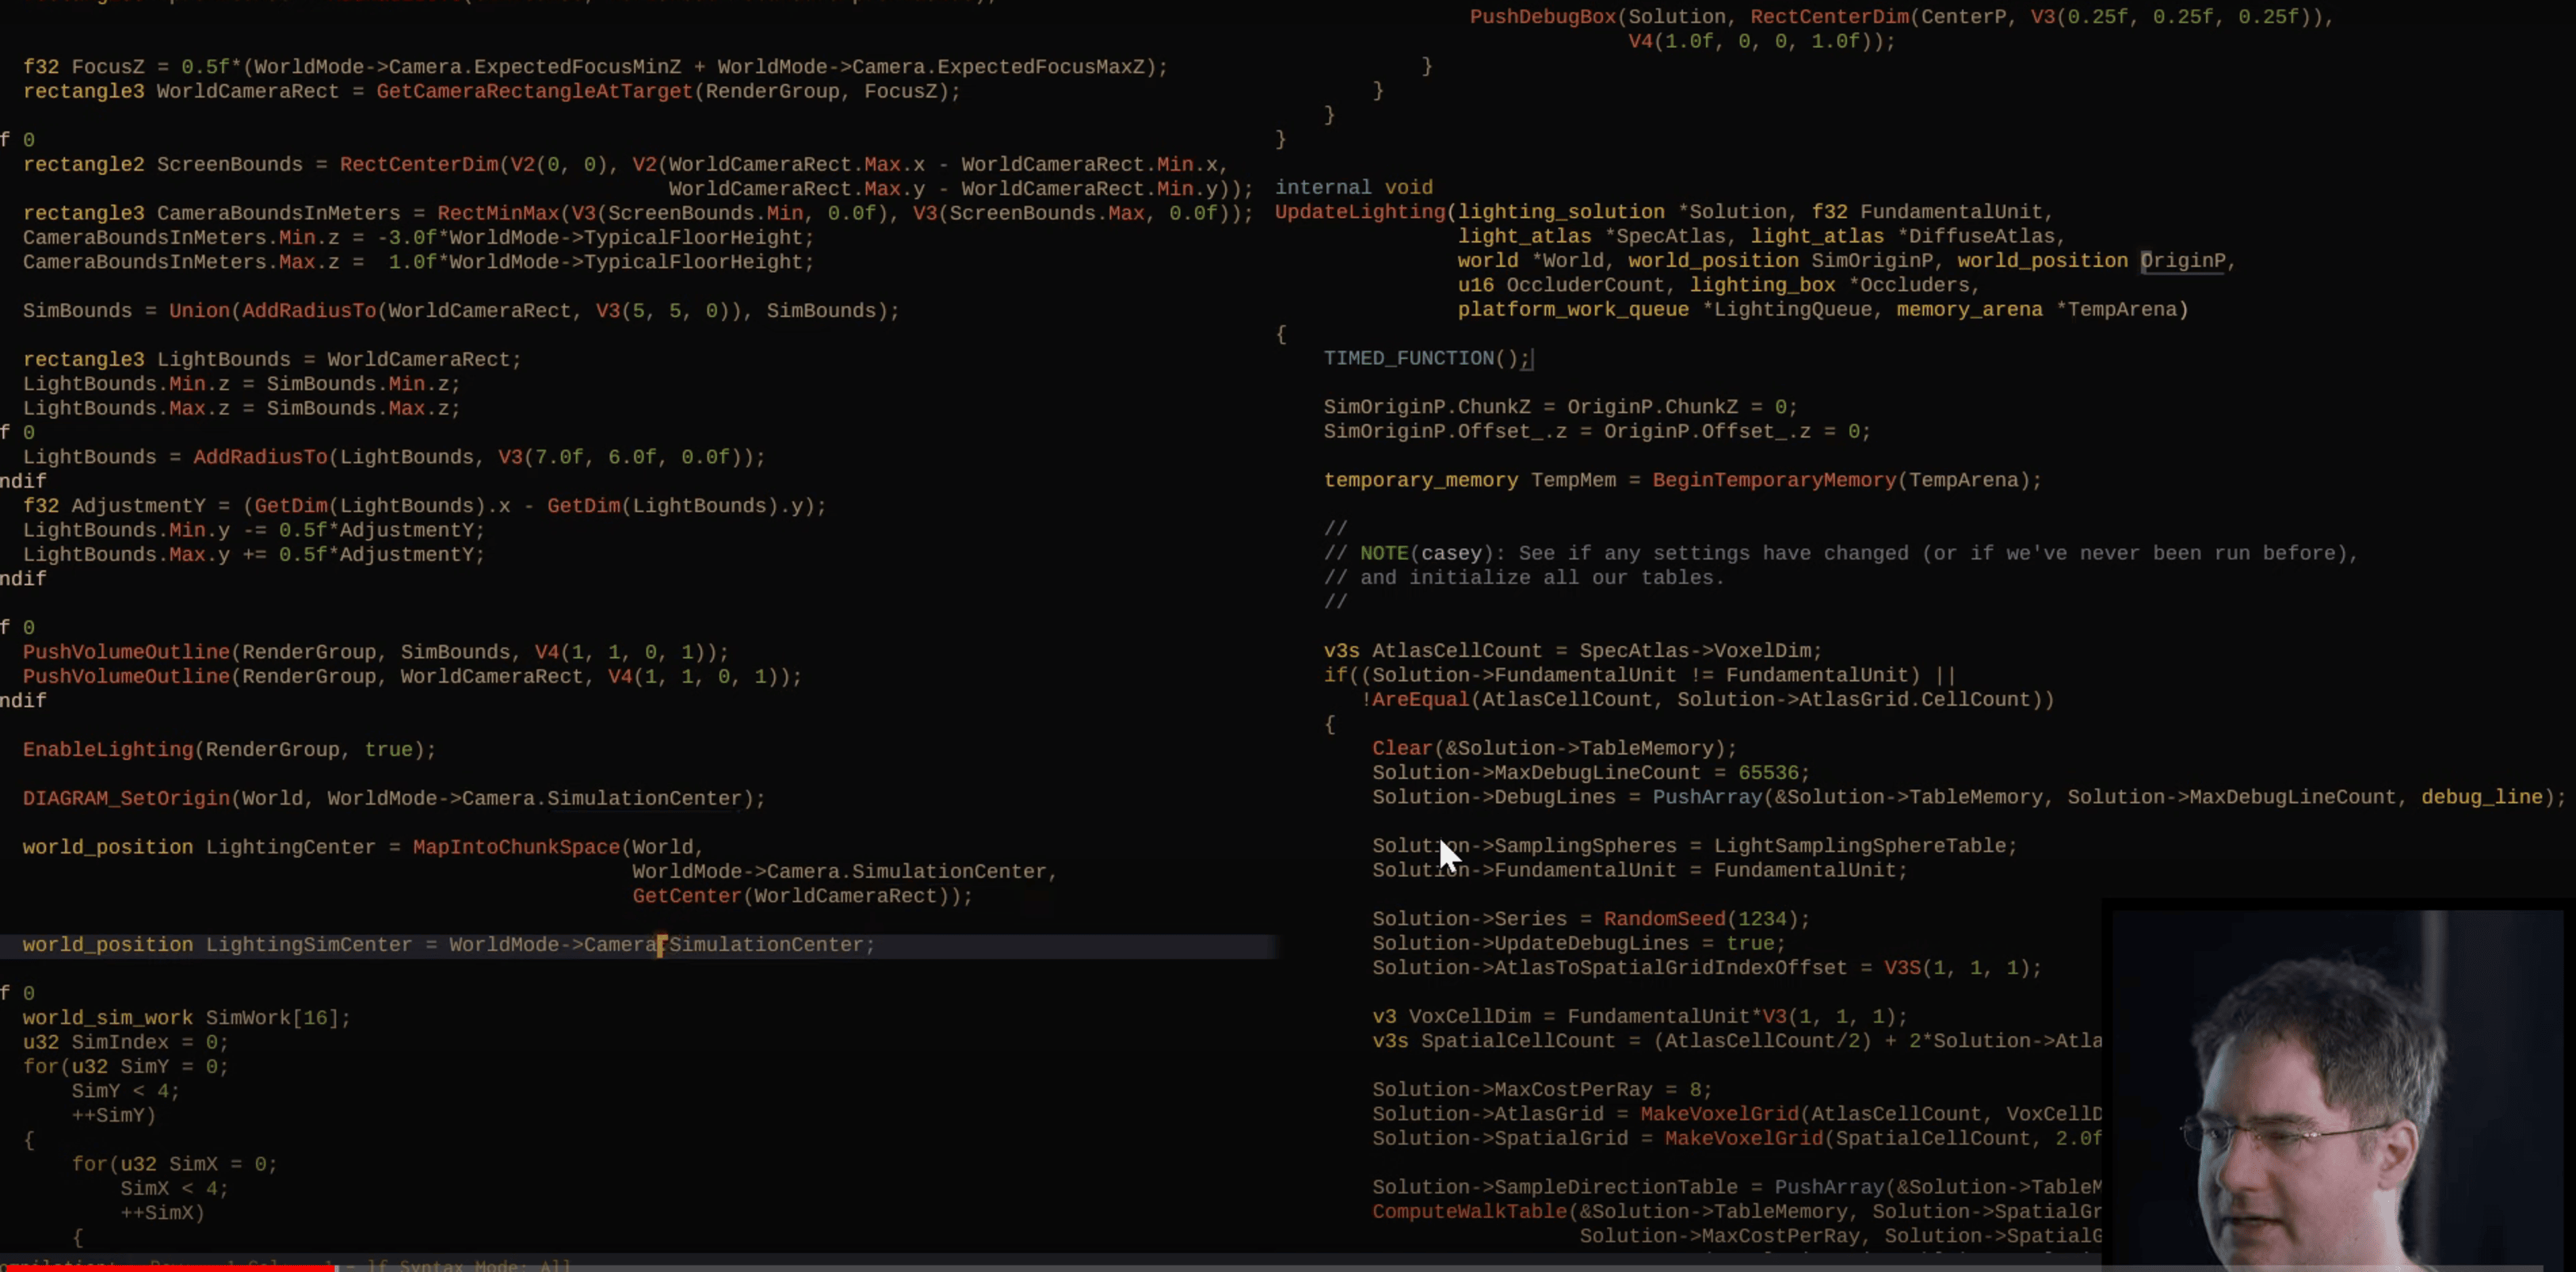 f32 FocusZ = 0.5f*(WorldMode->Camera.ExpectedFocusMinZ + WorldMode->Camera.ExpectedFocusMaxZ);
rectangle3 WorldCameraRect = GetCameraRectangleAtTarget(RenderGroup, FocusZ);
f 0
rectangle2 ScreenBounds = RectCenterDim(V2(0, 0), V2(WorldCameraRect.Max.x - WorldCameraRect.Min.x,
WorldCameraRect.Max.y - WorldCameraRect.Min.y));
rectangle3 CameraBoundsInMeters = RectMinMax(V3(ScreenBounds.Min, 0.0f), V3(ScreenBounds.Max, 0.0f));
CameraBoundsInMeters.Min.z = -3.0f*WorldMode->TypicalFloorHeight;
CameraBoundsInMeters.Max.z =  1.0f*WorldMode->TypicalFloorHeight;
SimBounds = Union(AddRadiusTo(WorldCameraRect, V3(5, 5, 0)), SimBounds);
rectangle3 LightBounds = WorldCameraRect;
LightBounds.Min.z = SimBounds.Min.z;
LightBounds.Max.z = SimBounds.Max.z;
f 0
LightBounds = AddRadiusTo(LightBounds, V3(7.0f, 6.0f, 0.0f));
ndif
f32 AdjustmentY = (GetDim(LightBounds).x - GetDim(LightBounds).y);
LightBounds.Min.y -= 0.5f*AdjustmentY;
LightBounds.Max.y += 0.5f*AdjustmentY;
ndif
f 0
PushVolumeOutline(RenderGroup, SimBounds, V4(1, 1, 0, 1));
PushVolumeOutline(RenderGroup, WorldCameraRect, V4(1, 1, 0, 1));
ndif
EnableLighting(RenderGroup, true);
DIAGRAM_SetOrigin(World, WorldMode->Camera.SimulationCenter);
world_position LightingCenter = MapIntoChunkSpace(World,
WorldMode->Camera.SimulationCenter,
GetCenter(WorldCameraRect));
world_position LightingSimCenter = WorldMode->Camera.SimulationCenter;
f 0
world_sim_work SimWork[16];
u32 SimIndex = 0;
for(u32 SimY = 0;
SimY < 4;
++SimY)
{
for(u32 SimX = 0;
SimX < 4;
++SimX)
{
PushDebugBox(Solution, RectCenterDim(CenterP, V3(0.25f, 0.25f, 0.25f)),
V4(1.0f, 0, 0, 1.0f));
}
}
}
}
internal void
UpdateLighting(lighting_solution *Solution, f32 FundamentalUnit,
light_atlas *SpecAtlas, light_atlas *DiffuseAtlas,
world *World, world_position SimOriginP, world_position OriginP,
u16 OccluderCount, lighting_box *Occluders,
platform_work_queue *LightingQueue, memory_arena *TempArena)
{
TIMED_FUNCTION();
SimOriginP.ChunkZ = OriginP.ChunkZ = 0;
SimOriginP.Offset_.z = OriginP.Offset_.z = 0;
temporary_memory TempMem = BeginTemporaryMemory(TempArena);
//
// NOTE(casey): See if any settings have changed (or if we've never been run before),
// and initialize all our tables.
//
v3s AtlasCellCount = SpecAtlas->VoxelDim;
if((Solution->FundamentalUnit != FundamentalUnit) ||
!AreEqual(AtlasCellCount, Solution->AtlasGrid.CellCount))
{
Clear(&Solution->TableMemory);
Solution->MaxDebugLineCount = 65536;
Solution->DebugLines = PushArray(&Solution->TableMemory, Solution->MaxDebugLineCount, debug_line);
Solution->SamplingSpheres = LightSamplingSphereTable;
Solution->FundamentalUnit = FundamentalUnit;
Solution->Series = RandomSeed(1234);
Solution->UpdateDebugLines = true;
Solution->AtlasToSpatialGridIndexOffset = V3S(1, 1, 1);
v3 VoxCellDim = FundamentalUnit*V3(1, 1, 1);
v3s SpatialCellCount = (AtlasCellCount/2) + 2*Solution->Atla
Solution->MaxCostPerRay = 8;
Solution->AtlasGrid = MakeVoxelGrid(AtlasCellCount, VoxCellD
Solution->SpatialGrid = MakeVoxelGrid(SpatialCellCount, 2.0f
Solution->SampleDirectionTable = PushArray(&Solution->TableM
ComputeWalkTable(&Solution->TableMemory, Solution->SpatialGr
Solution->MaxCostPerRay, Solution->SpatialG